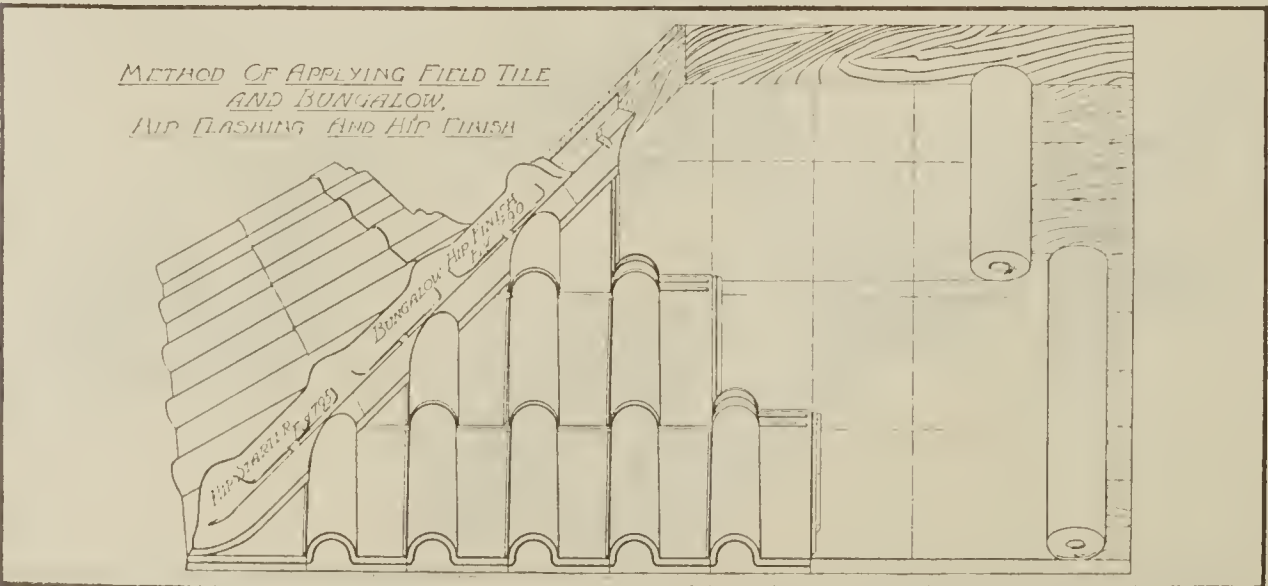 METHOD OF APPLYING FIELD TILE
AND BUNGALOW,
HIP FLASHING AND HIP FINISH
BUNGALOW HIP FINISH
HIP STARTER